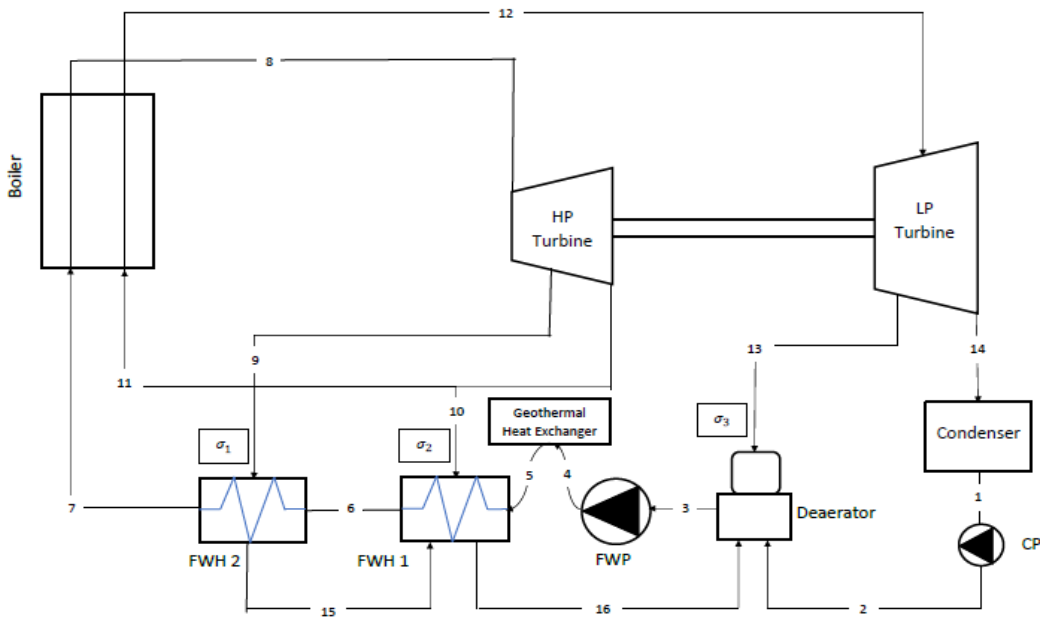 12
8
Boiler
HP
Turbine
LP
Turbine
9
11
10
13
14
σ₁
σ₂
Geothermal
Heat Exchanger
σ₃
Condenser
5
4
7
6
3
1
Deaerator
FWH 2
FWH 1
FWP
CP
15
16
2